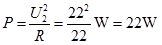 P = U₂²/R = 22²/22 W = 22W